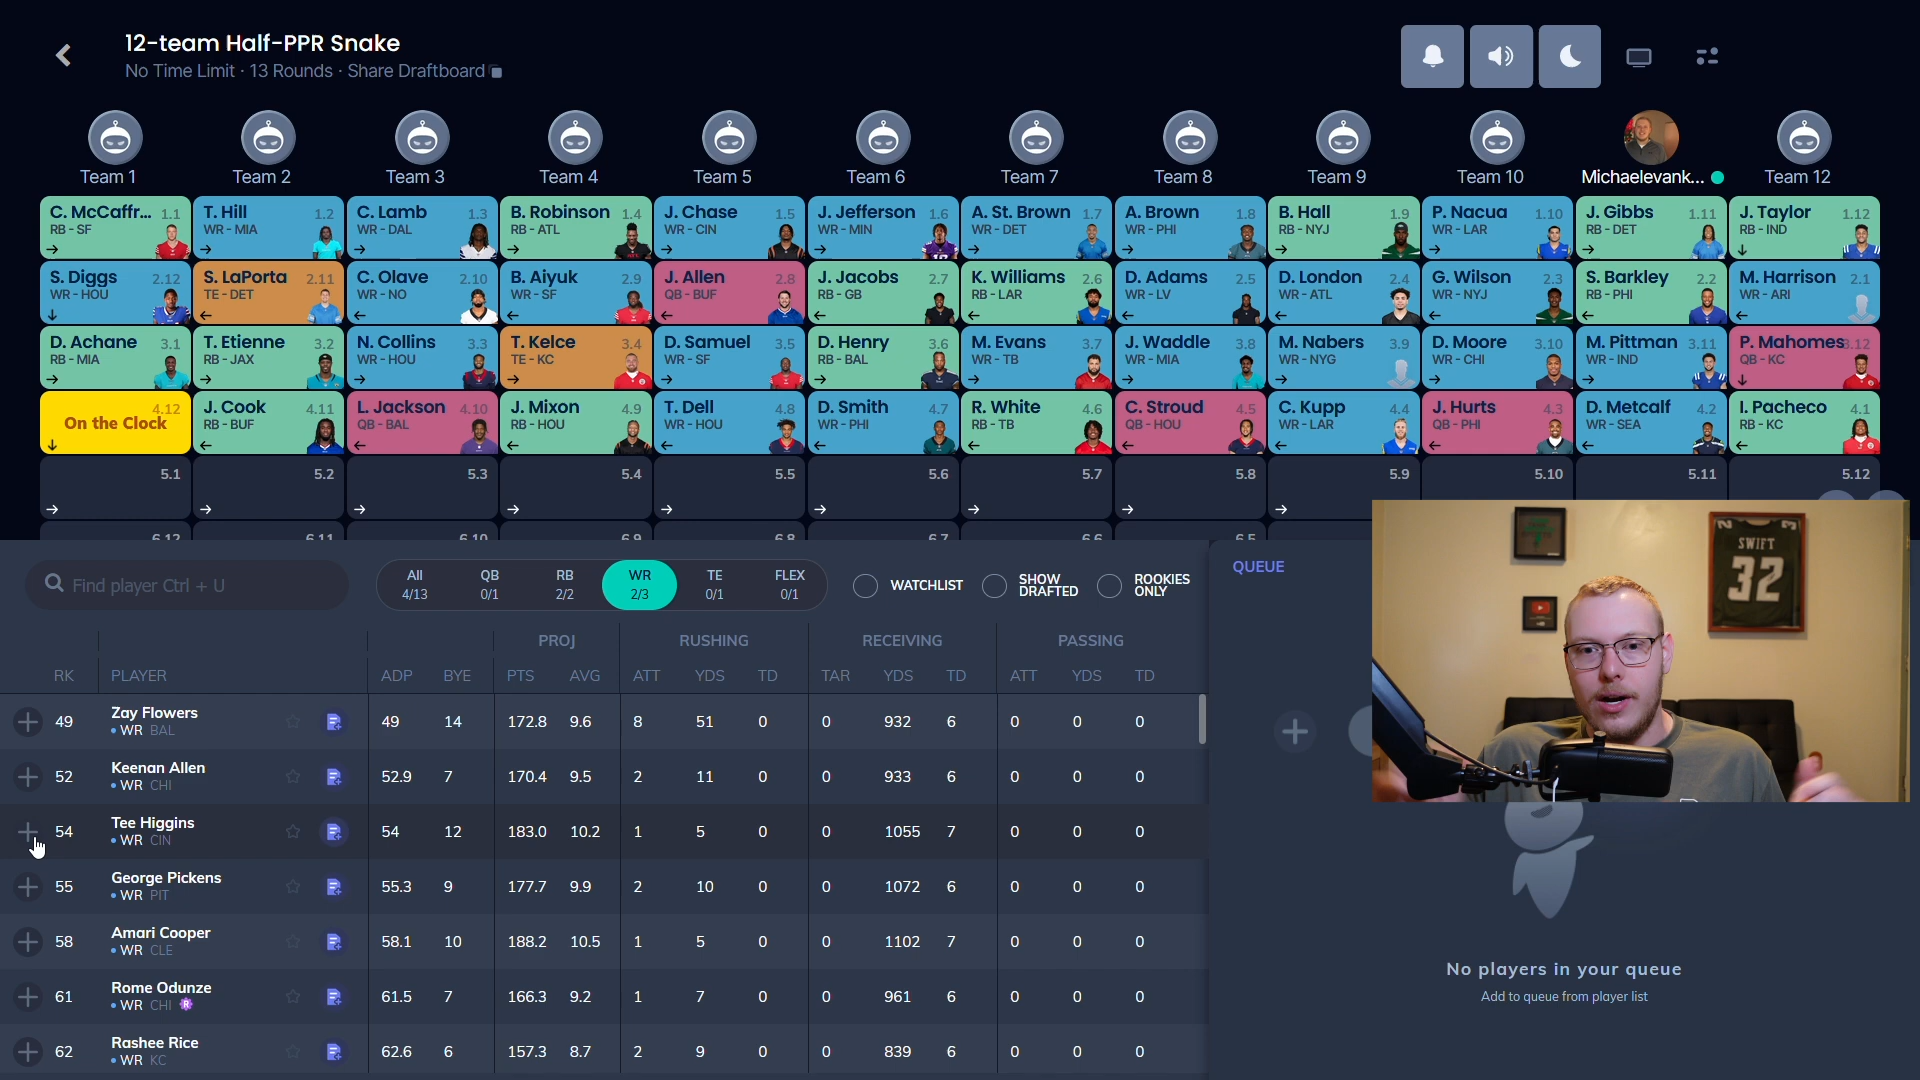 12-team Half-PPR Snake
No Time Limit · 13 Rounds · Share Draftboard
Team 1 Team 2 Team 3 Team 4 Team 5 Team 6 Team 7 Team 8 Team 9 Team 10 Michaelevank... Team 12
C. McCaffr... 1.1 T. Hill 1.2 C. Lamb 1.3 B. Robinson 1.4 J. Chase 1.5 J. Jefferson 1.6 A. St. Brown 1.7 A. Brown 1.8 B. Hall 1.9 P. Nacua 1.10 J. Gibbs 1.11 J. Taylor 1.12
RB - SF WR - MIA WR - DAL RB - ATL WR - CIN WR - MIN WR - DET WR - PHI RB - NYJ WR - LAR RB - DET RB - IND
S. Diggs 2.12 S. LaPorta 2.11 C. Olave 2.10 B. Aiyuk 2.9 J. Allen 2.8 J. Jacobs 2.7 K. Williams 2.6 D. Adams 2.5 D. London 2.4 G. Wilson 2.3 S. Barkley 2.2 M. Harrison 2.1
WR - HOU TE - DET WR - NO WR - SF QB - BUF RB - GB RB - LAR WR - LV WR - ATL WR - NYJ RB - PHI WR - ARI
D. Achane 3.1 T. Etienne 3.2 N. Collins 3.3 T. Kelce 3.4 D. Samuel 3.5 D. Henry 3.6 M. Evans 3.7 J. Waddle 3.8 M. Nabers 3.9 D. Moore 3.10 M. Pittman 3.11 P. Mahomes 3.12
RB - MIA RB - JAX WR - HOU TE - KC WR - SF RB - BAL WR - TB WR - MIA WR - NYG WR - CHI WR - IND QB - KC
On the Clock 4.12 J. Cook 4.11 L. Jackson 4.10 J. Mixon 4.9 T. Dell 4.8 D. Smith 4.7 R. White 4.6 C. Stroud 4.5 C. Kupp 4.4 J. Hurts 4.3 D. Metcalf 4.2 I. Pacheco 4.1
RB - BUF QB - BAL RB - HOU WR - HOU WR - PHI RB - TB QB - HOU WR - LAR QB - PHI WR - SEA RB - KC
5.1 5.2 5.3 5.4 5.5 5.6 5.7 5.8 5.9 5.10 5.11 5.12
6.12 6.11 6.10 6.9 6.8 6.7 6.6 6.5
Find player Ctrl + U
All QB RB WR TE FLEX
4/13 0/1 2/2 2/3 0/1 0/1
WATCHLIST
SHOW DRAFTED
ROOKIES ONLY
QUEUE
PROJ RUSHING RECEIVING PASSING
RK PLAYER ADP BYE PTS AVG ATT YDS TD TAR YDS TD ATT YDS TD
49 Zay Flowers 49 14 172.8 9.6 8 51 0 0 932 6 0 0 0
WR BAL
52 Keenan Allen 52.9 7 170.4 9.5 2 11 0 0 933 6 0 0 0
WR CHI
54 Tee Higgins 54 12 183.0 10.2 1 5 0 0 1055 7 0 0 0
WR CIN
55 George Pickens 55.3 9 177.7 9.9 2 10 0 0 1072 6 0 0 0
WR PIT
58 Amari Cooper 58.1 10 188.2 10.5 1 5 0 0 1102 7 0 0 0
WR CLE
61 Rome Odunze 61.5 7 166.3 9.2 1 7 0 0 961 6 0 0 0
WR CHI R
62 Rashee Rice 62.6 6 157.3 8.7 2 9 0 0 839 6 0 0 0
WR KC
SWIFT
32
No players in your queue
Add to queue from player list